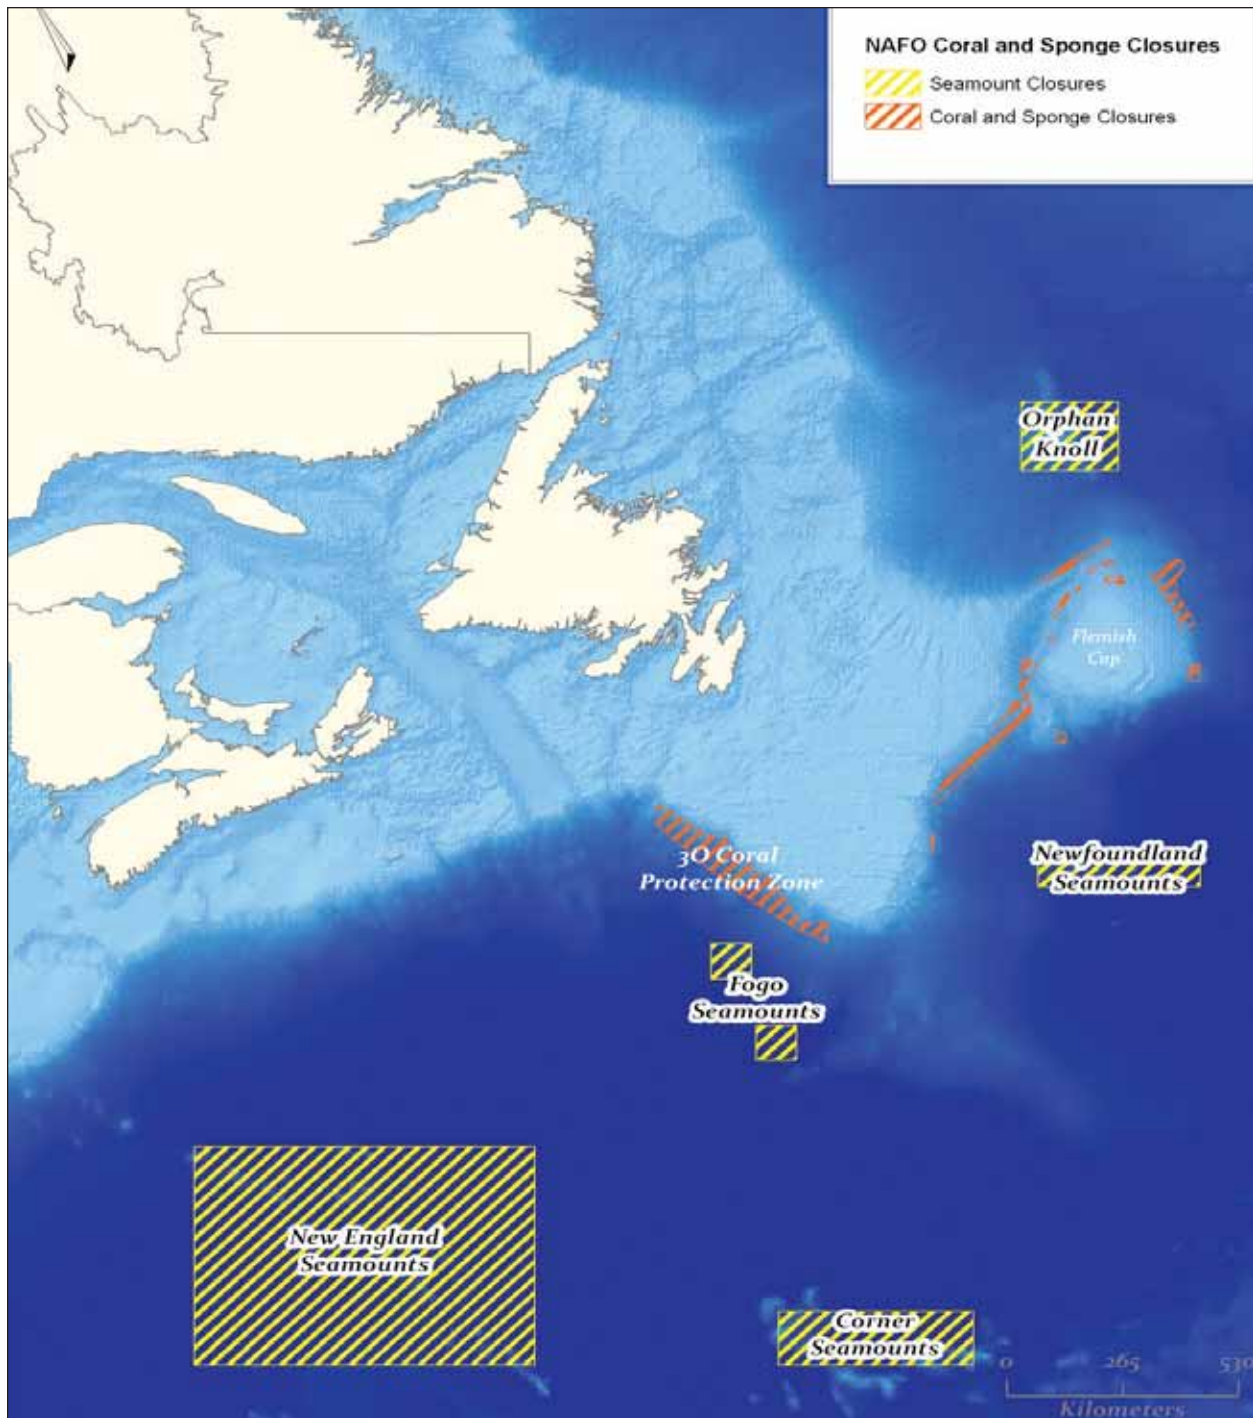 NAFO Coral and Sponge Closures
Seamount Closures
Coral and Sponge Closures
Orphan
Knoll
Flemish
Cap
3O Coral
Protection Zone
Newfoundland
Seamounts
Fogo
Seamounts
New England
Seamounts
Corner
Seamounts
0 265 530
Kilometers